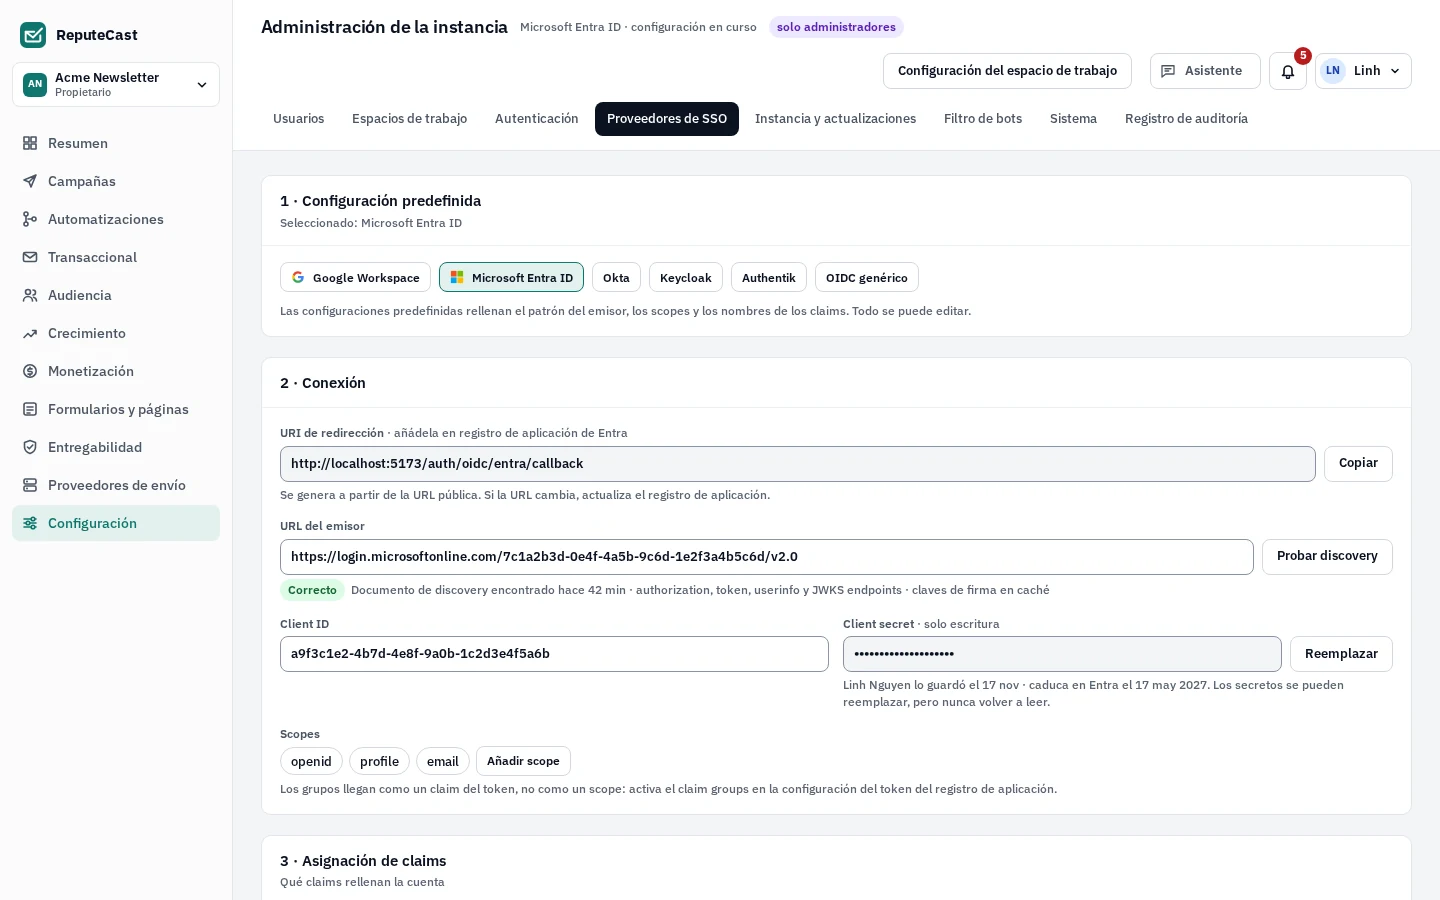 ReputeCast
AN
Acme Newsletter
Propietario
Resumen
Campañas
Automatizaciones
Transaccional
Audiencia
Crecimiento
Monetización
Formularios y páginas
Entregabilidad
Proveedores de envío
Configuración
Administración de la instancia
Microsoft Entra ID · configuración en curso
solo administradores
Configuración del espacio de trabajo
Asistente
5
LN
Linh
Usuarios
Espacios de trabajo
Autenticación
Proveedores de SSO
Instancia y actualizaciones
Filtro de bots
Sistema
Registro de auditoría
1 · Configuración predefinida
Seleccionado: Microsoft Entra ID
Google Workspace
Microsoft Entra ID
Okta
Keycloak
Authentik
OIDC genérico
Las configuraciones predefinidas rellenan el patrón del emisor, los scopes y los nombres de los claims. Todo se puede editar.
2 · Conexión
URI de redirección · añádela en registro de aplicación de Entra
http://localhost:5173/auth/oidc/entra/callback
Copiar
Se genera a partir de la URL pública. Si la URL cambia, actualiza el registro de aplicación.
URL del emisor
https://login.microsoftonline.com/7c1a2b3d-0e4f-4a5b-9c6d-1e2f3a4b5c6d/v2.0
Probar discovery
Correcto
Documento de discovery encontrado hace 42 min · authorization, token, userinfo y JWKS endpoints · claves de firma en caché
Client ID
a9f3c1e2-4b7d-4e8f-9a0b-1c2d3e4f5a6b
Client secret · solo escritura
••••••••••••••••••••
Reemplazar
Linh Nguyen lo guardó el 17 nov · caduca en Entra el 17 may 2027. Los secretos se pueden
reemplazar, pero nunca volver a leer.
Scopes
openid
profile
email
Añadir scope
Los grupos llegan como un claim del token, no como un scope: activa el claim groups en la configuración del token del registro de aplicación.
3 · Asignación de claims
Qué claims rellenan la cuenta